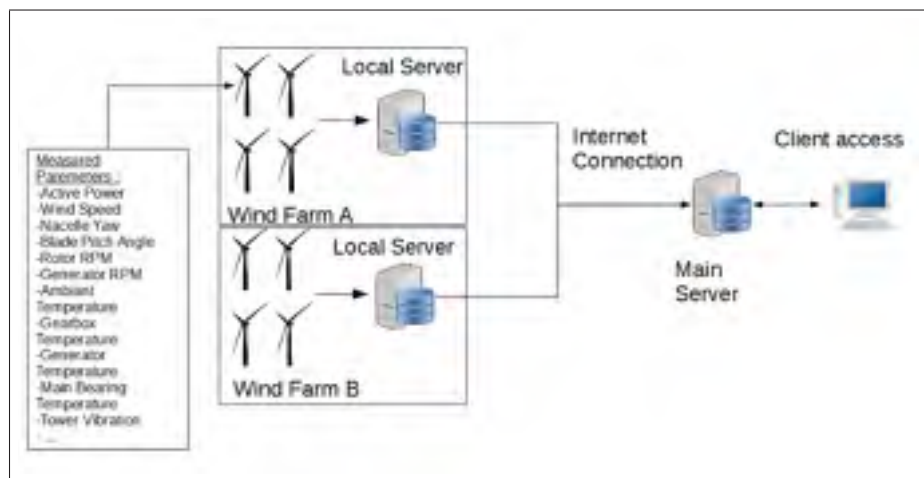 Local Server
Wind Farm A
Local Server
Wind Farm B
Internet
Connection
Main
Server
Client access
Measured
Paremeters :
-Active Power
-Wind Speed
-Nacelle Yaw
-Blade Pitch Angle
-Rotor RPM
-Generator RPM
-Ambiant
Temperature
-Gearbox
Temperature
-Generator
Temperature
-Main Bearing
Temperature
-Tower Vibration
- ...